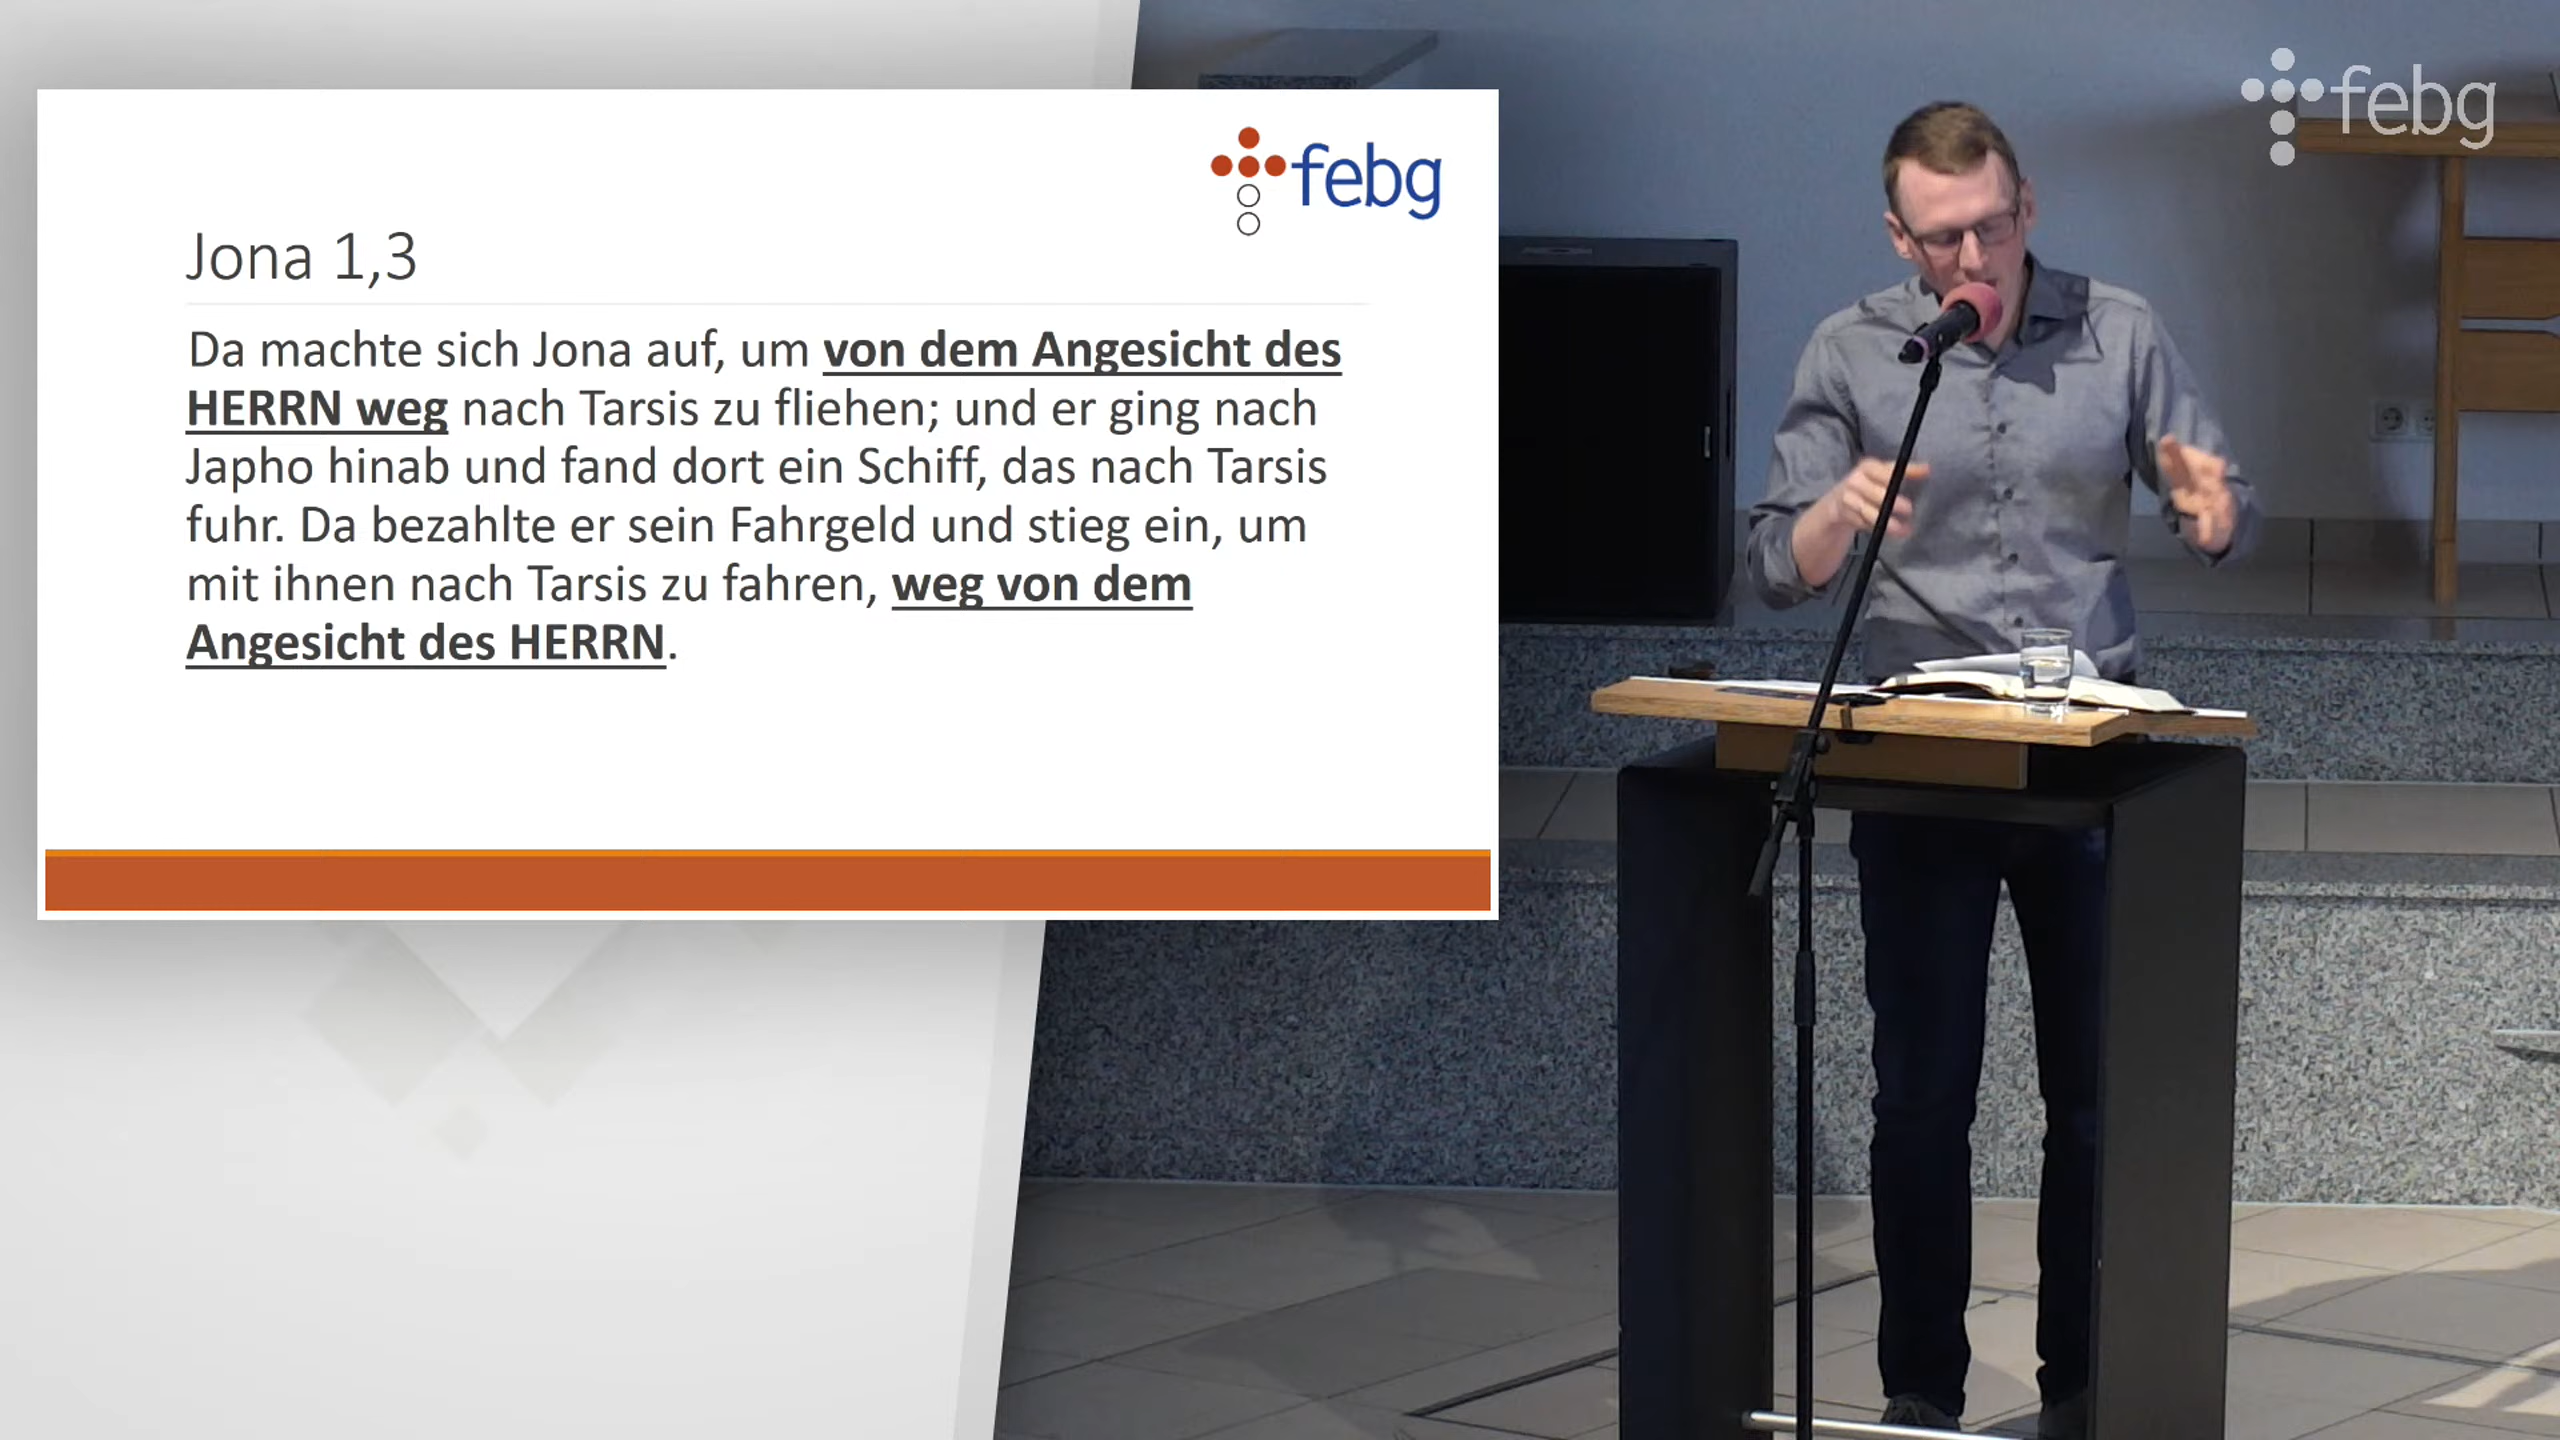 febg
febg
Jona 1,3
Da machte sich Jona auf, um von dem Angesicht des
HERRN weg nach Tarsis zu fliehen; und er ging nach
Japho hinab und fand dort ein Schiff, das nach Tarsis
fuhr. Da bezahlte er sein Fahrgeld und stieg ein, um
mit ihnen nach Tarsis zu fahren, weg von dem
Angesicht des HERRN.